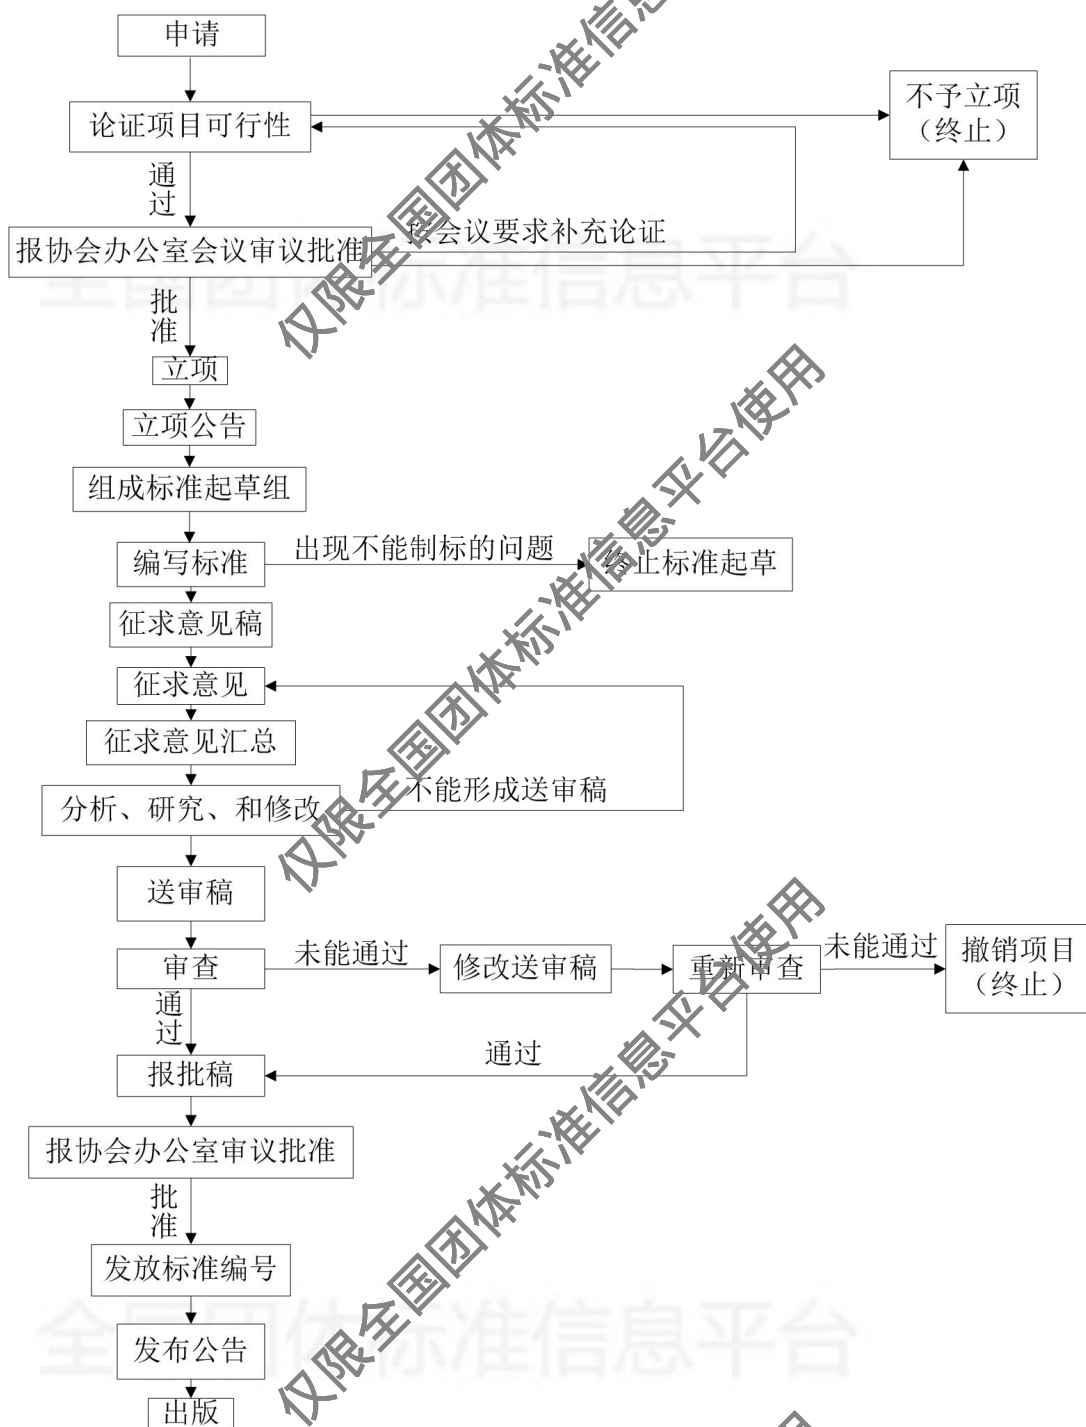 申请
论证项目可行性
不予立项
（终止）
通过
按会议要求补充论证
报协会办公室会议审议批准
批准
立项
立项公告
组成标准起草组
编写标准
出现不能制标的问题
终止标准起草
征求意见稿
征求意见
征求意见汇总
分析、研究、和修改
不能形成送审稿
送审稿
审查
未能通过
修改送审稿
重新审查
未能通过
撤销项目
（终止）
通过
通过
报批稿
报协会办公室审议批准
批准
发放标准编号
发布公告
出版
仅限全国团体标准信息平台使用
仅限全国团体标准信息平台使用
仅限全国团体标准信息
全国团体标准信息平台
全国团体标准信息平台